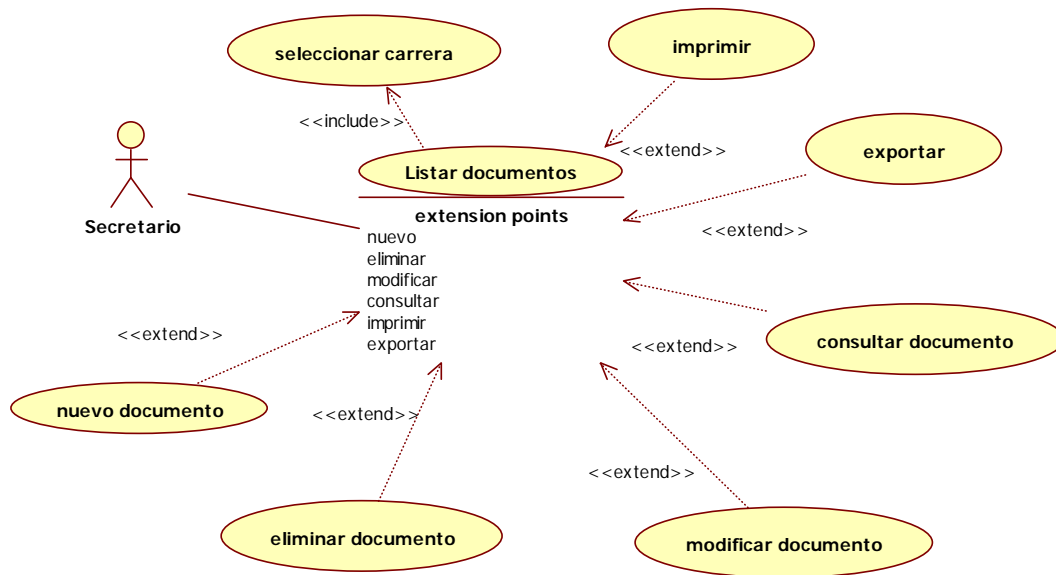 seleccionar carrera
imprimir
<<include>>
<<extend>>
exportar
Listar documentos
Secretario
extension points
<<extend>>
nuevo
eliminar
modificar
consultar
imprimir
exportar
<<extend>>
<<extend>>
consultar documento
nuevo documento
<<extend>>
<<extend>>
eliminar documento
modificar documento